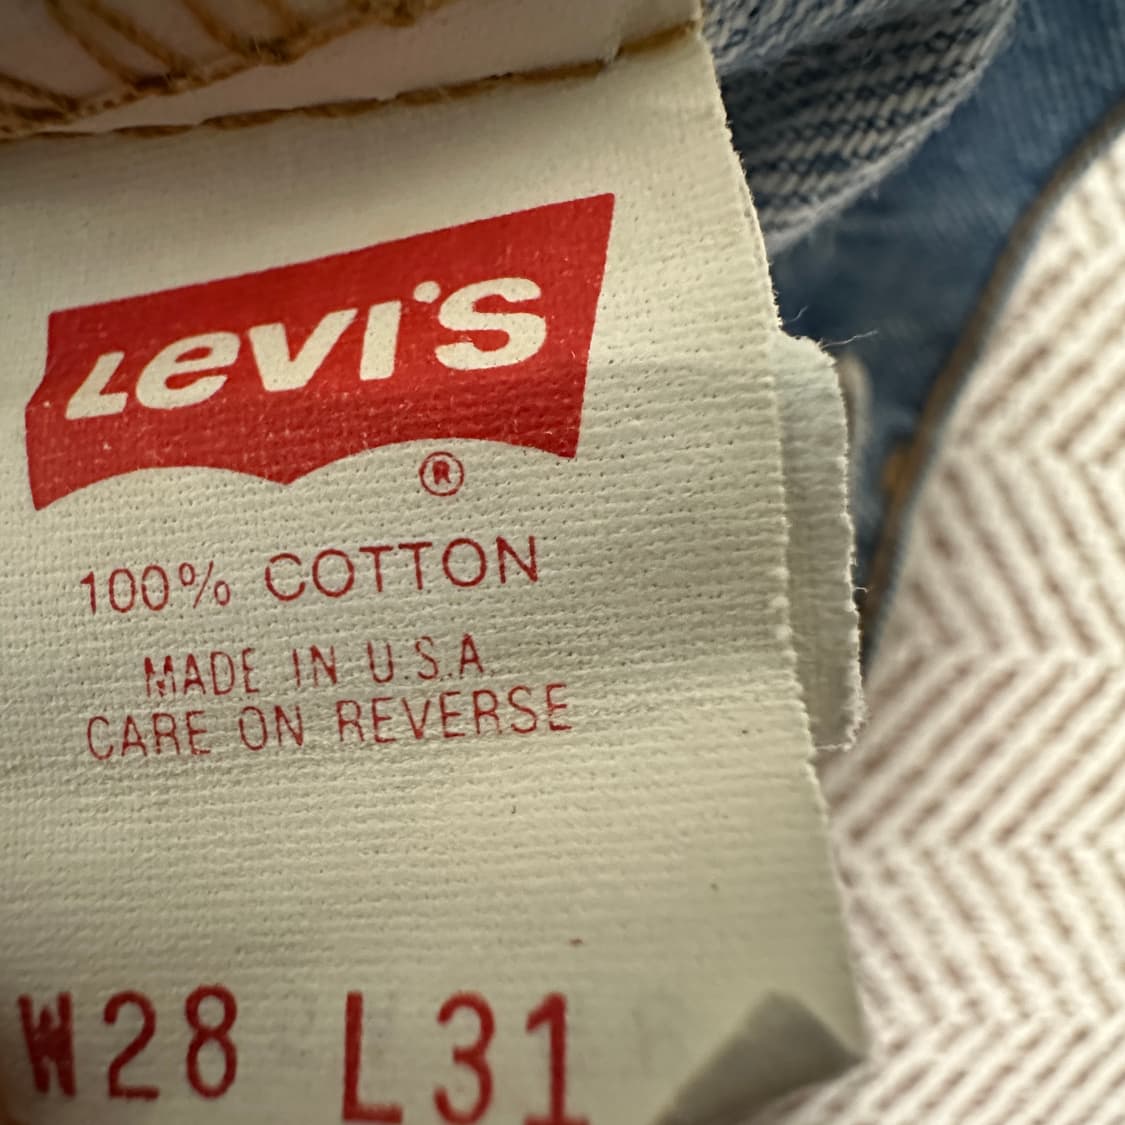 LEVI'S
®
100% COTTON
MADE IN U.S.A.
CARE ON REVERSE
W28 L31